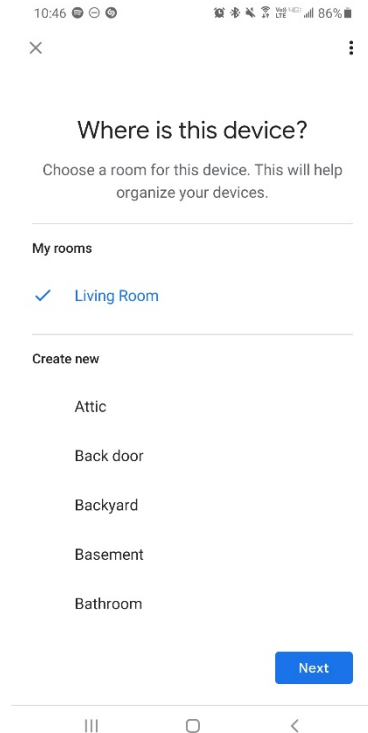 10:46
VoLTE 86%
Where is this device?
Choose a room for this device. This will help
organize your devices.
My rooms
Living Room
Create new
Attic
Back door
Backyard
Basement
Bathroom
Next